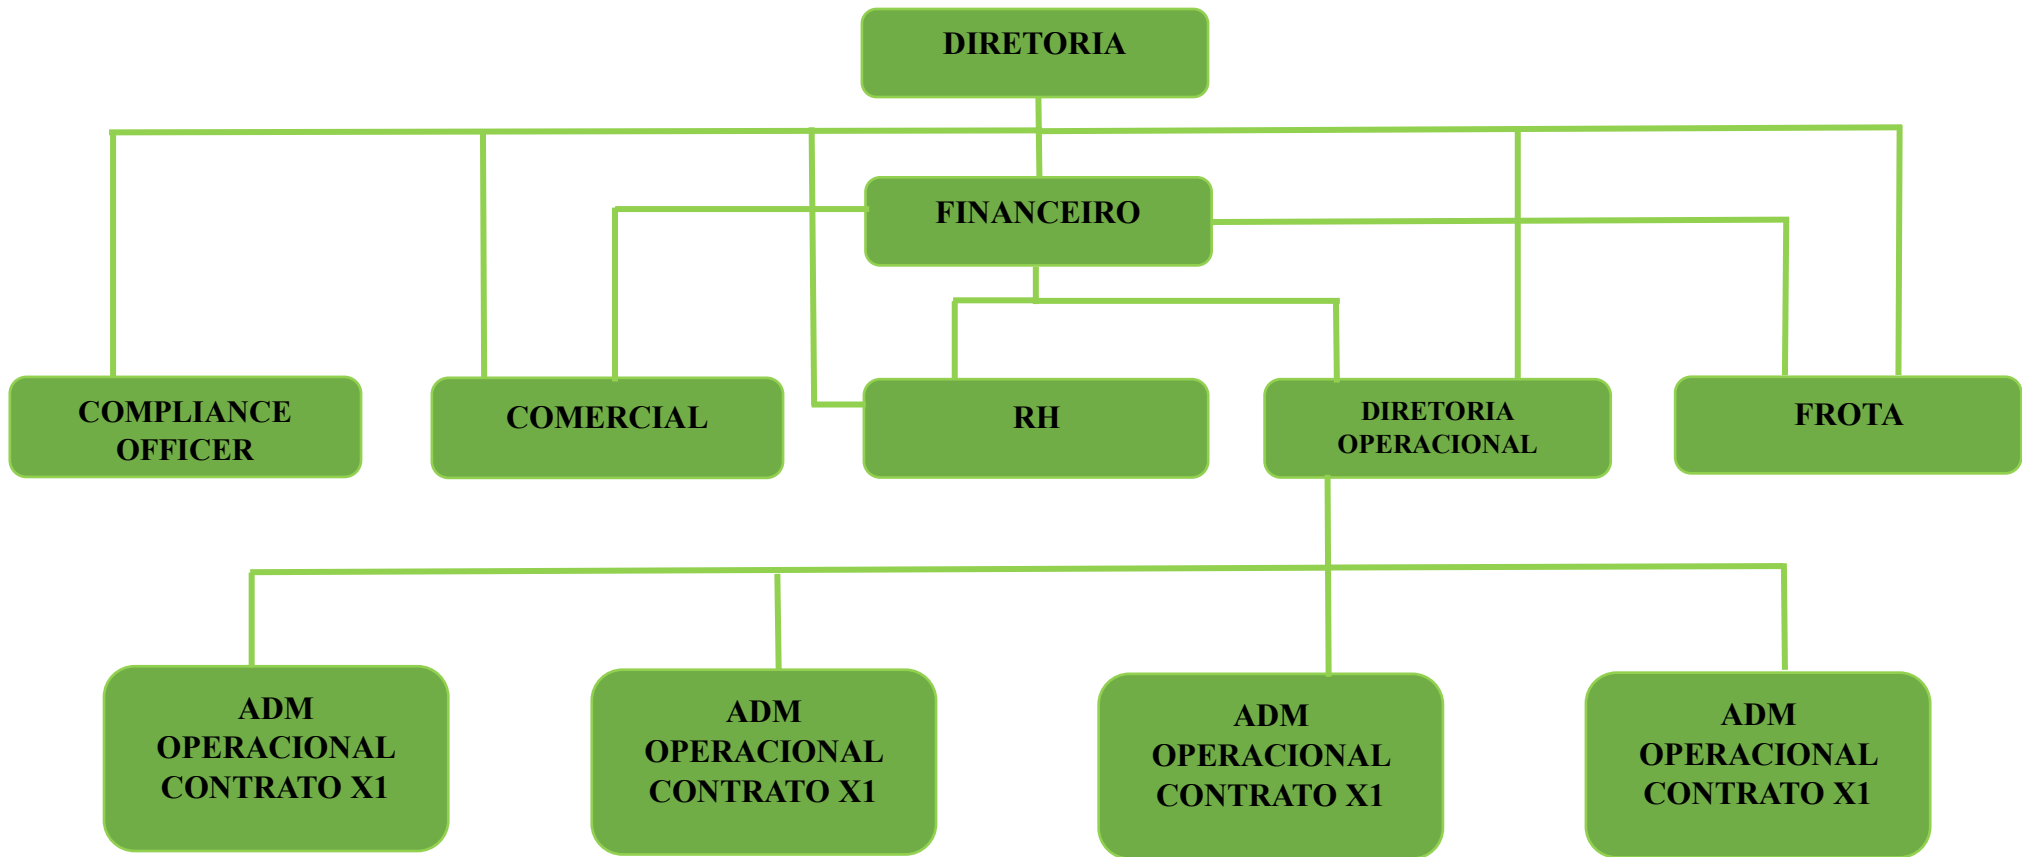 DIRETORIA
FINANCEIRO
COMPLIANCE
OFFICER
COMERCIAL
RH
DIRETORIA
OPERACIONAL
FROTA
ADM
OPERACIONAL
CONTRATO X1
ADM
OPERACIONAL
CONTRATO X1
ADM
OPERACIONAL
CONTRATO X1
ADM
OPERACIONAL
CONTRATO X1